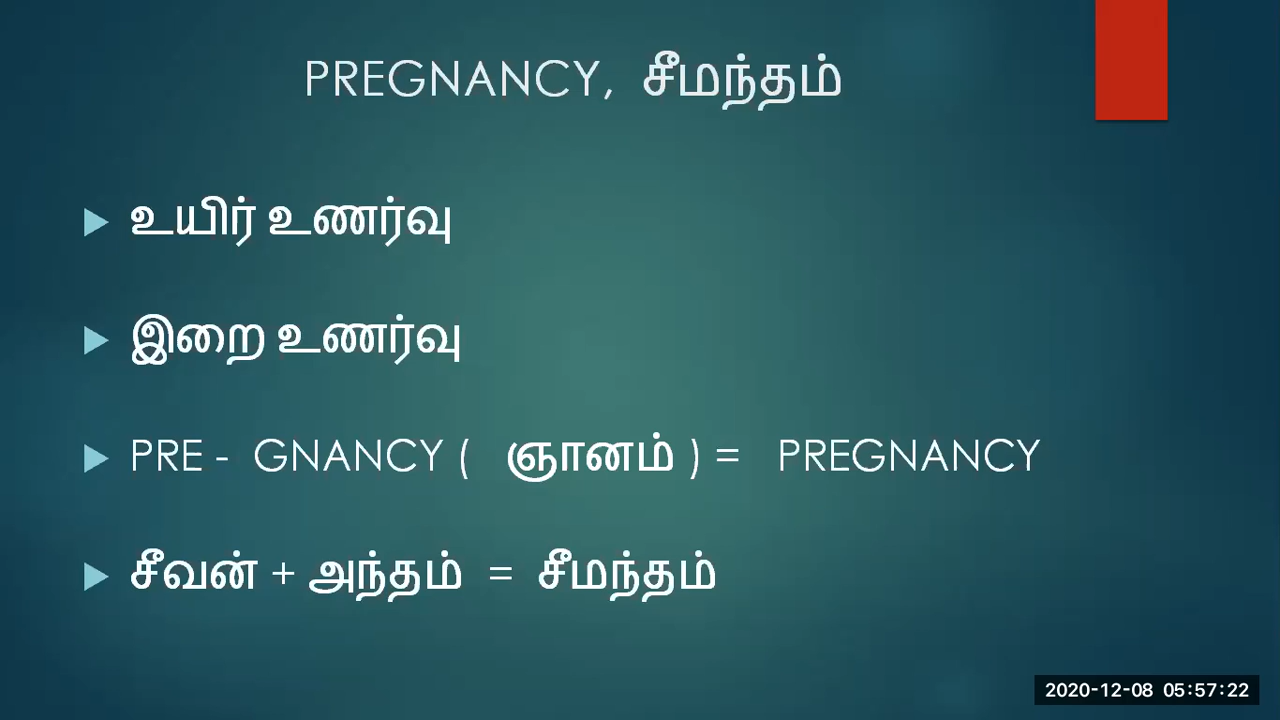 PREGNANCY, சீமந்தம்
உயிர் உணர்வு
இறை உணர்வு
PRE - GNANCY ( ஞானம் ) = PREGNANCY
சீவன் + அந்தம் = சீமந்தம்
2020-12-08 05:57:22